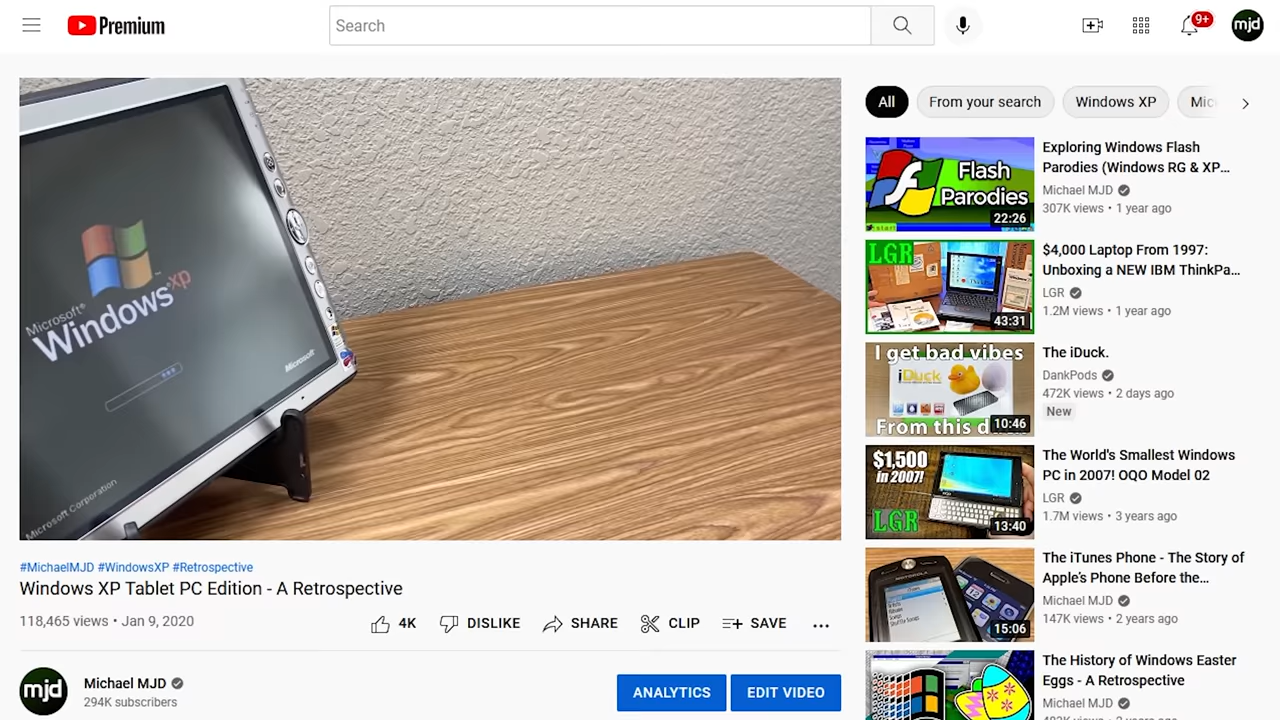 Premium
Search
9+
mjd
Microsoft®
Windows xp
Microsoft
Microsoft Corporation
#MichaelMJD #WindowsXP #Retrospective
Windows XP Tablet PC Edition - A Retrospective
118,465 views • Jan 9, 2020
4K
DISLIKE
SHARE
CLIP
SAVE
mjd
Michael MJD
294K subscribers
ANALYTICS
EDIT VIDEO
All
From your search
Windows XP
Flash
Parodies
start
22:26
Exploring Windows Flash
Parodies (Windows RG & XP...
Michael MJD
307K views • 1 year ago
LGR
43:31
$4,000 Laptop From 1997:
Unboxing a NEW IBM ThinkPa...
LGR
1.2M views • 1 year ago
I get bad vibes
iDuck
From this d
10:46
The iDuck.
DankPods
472K views • 2 days ago
New
$1,500
in 2007!
LGR
13:40
The World's Smallest Windows
PC in 2007! OQO Model 02
LGR
1.7M views • 3 years ago
MOTOROLA
15:06
The iTunes Phone - The Story of
Apple's Phone Before the...
Michael MJD
147K views • 2 years ago
The History of Windows Easter
Eggs - A Retrospective
Michael MJD